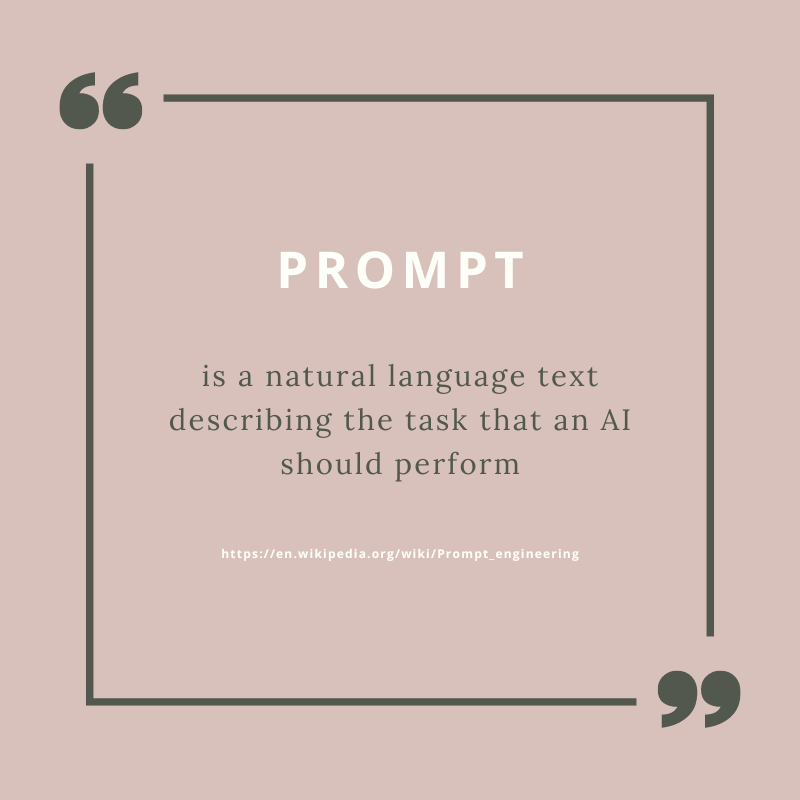 “
PROMPT
is a natural language text
describing the task that an AI
should perform
https://en.wikipedia.org/wiki/Prompt_engineering
”